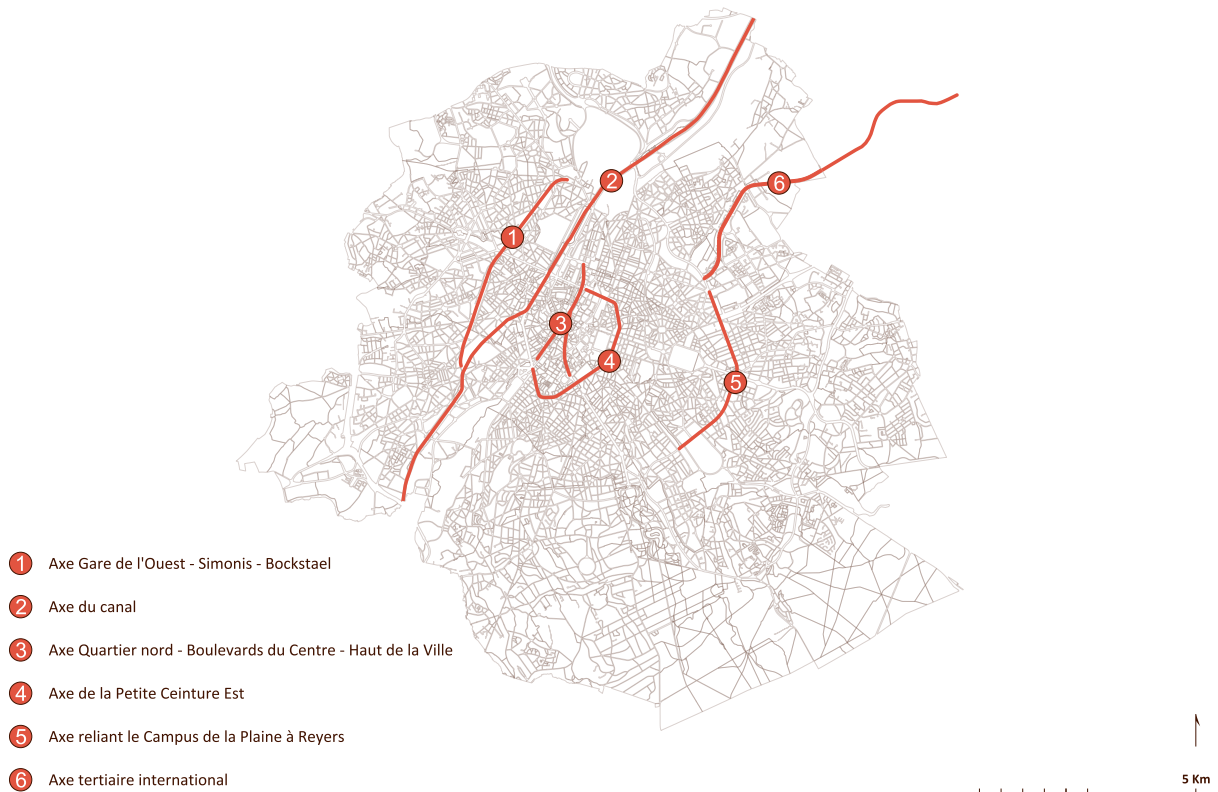 2
6
1
3
4
5
1 Axe Gare de l'Ouest - Simonis - Bockstael
2 Axe du canal
3 Axe Quartier nord - Boulevards du Centre - Haut de la Ville
4 Axe de la Petite Ceinture Est
5 Axe reliant le Campus de la Plaine à Reyers
6 Axe tertiaire international
5 Km